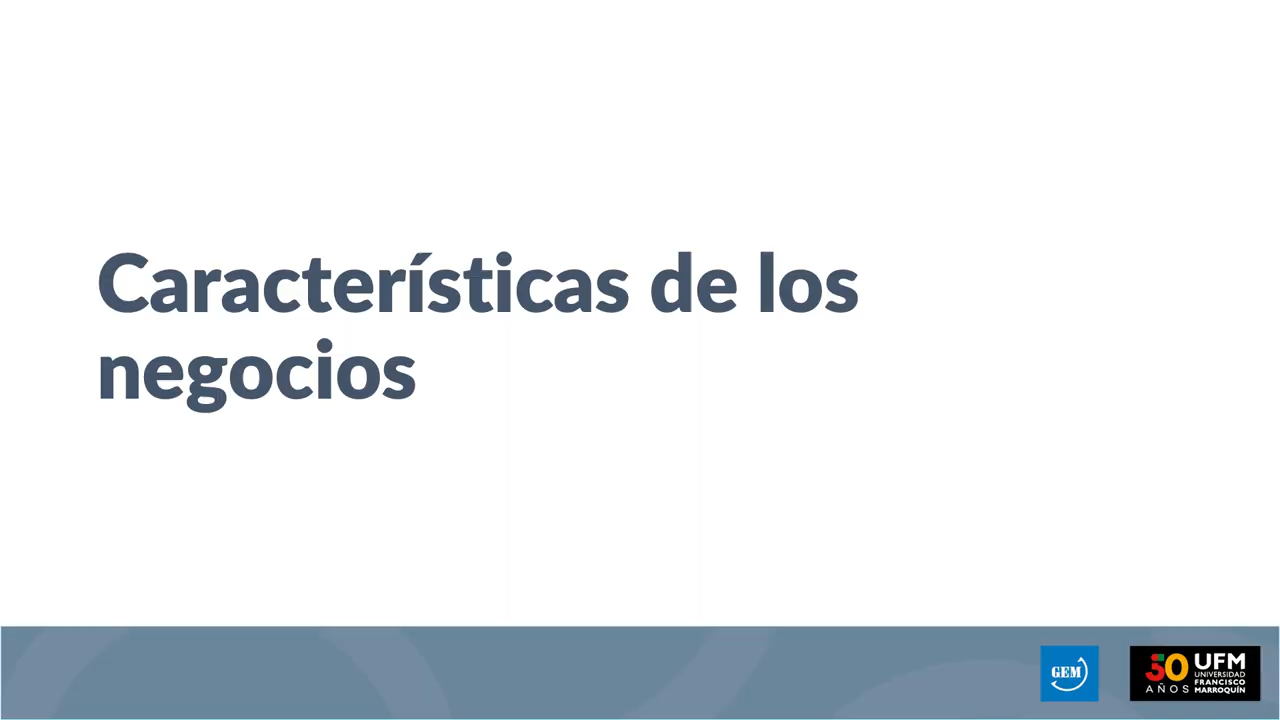 Características de los
negocios
GEM
50 UFM
AÑOS UNIVERSIDAD
FRANCISCO
MARROQUÍN